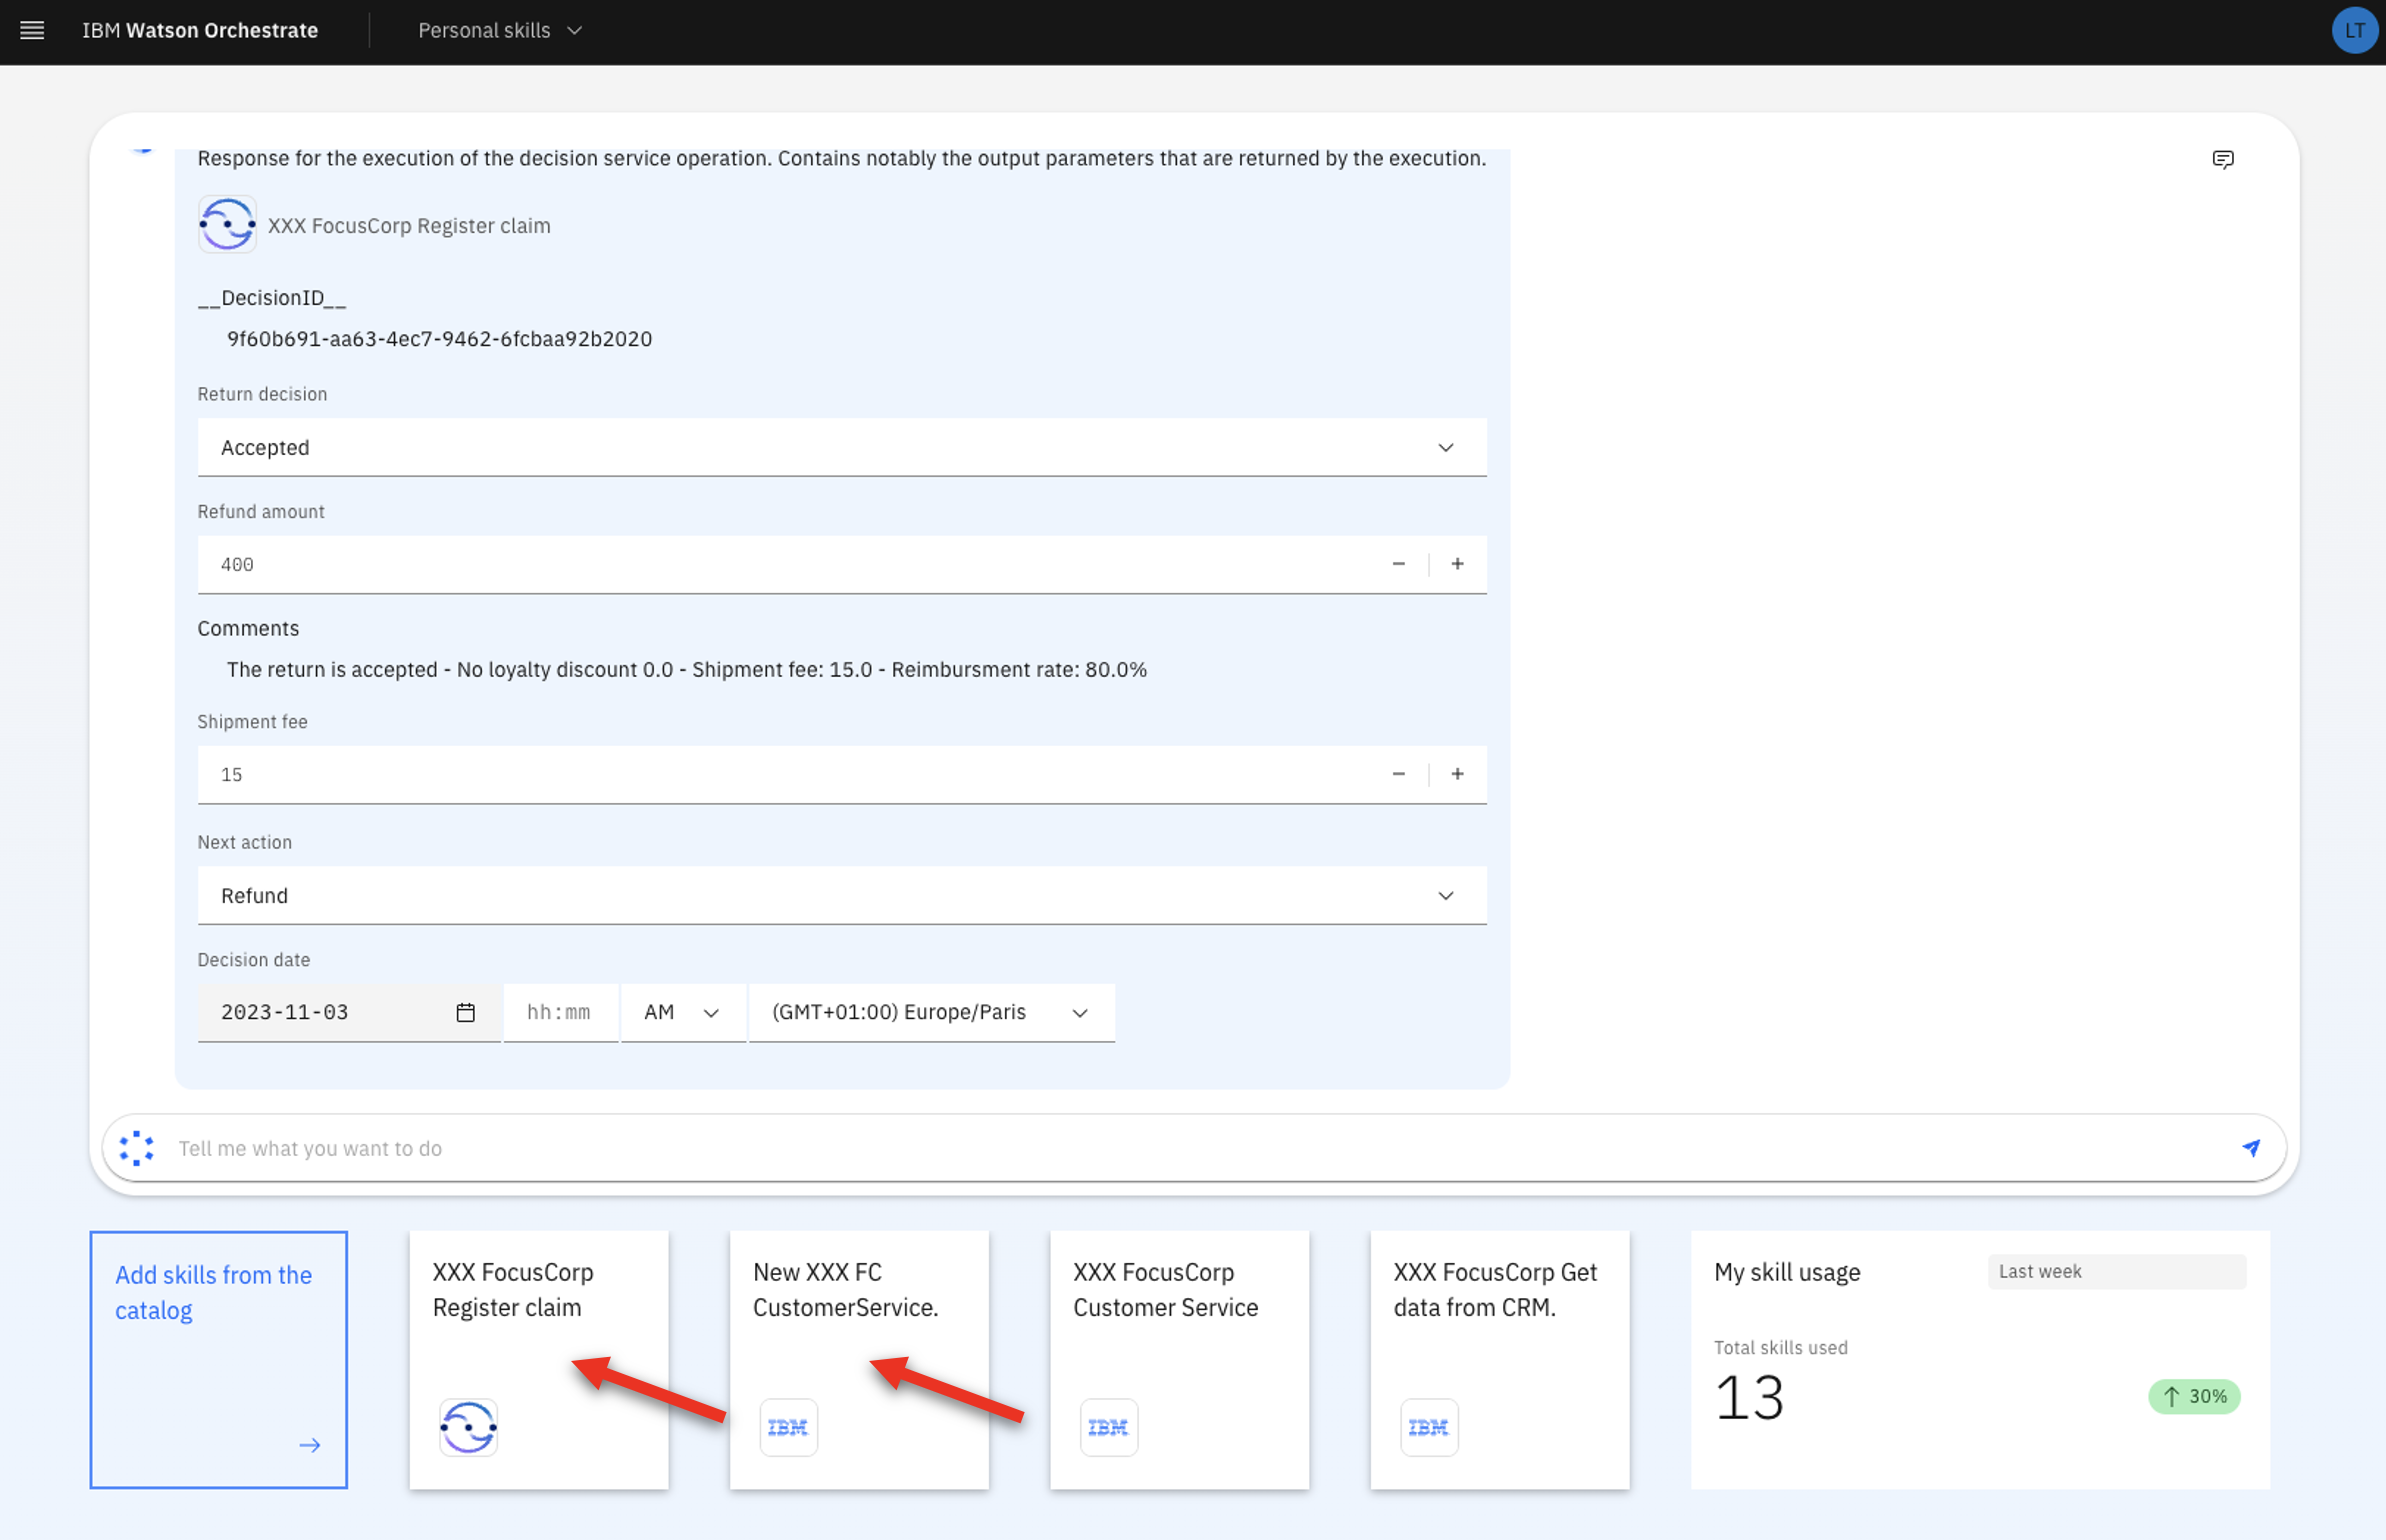 IBM Watson Orchestrate
Personal skills
LT
Response for the execution of the decision service operation. Contains notably the output parameters that are returned by the execution.
XXX FocusCorp Register claim
__DecisionID__
9f60b691-aa63-4ec7-9462-6fcbaa92b2020
Return decision
Accepted
Refund amount
400
Comments
The return is accepted - No loyalty discount 0.0 - Shipment fee: 15.0 - Reimbursment rate: 80.0%
Shipment fee
15
Next action
Refund
Decision date
2023-11-03
hh:mm
AM
(GMT+01:00) Europe/Paris
Tell me what you want to do
Add skills from the
catalog
XXX FocusCorp
Register claim
New XXX FC
CustomerService.
IBM
XXX FocusCorp
Customer Service
IBM
XXX FocusCorp Get
data from CRM.
IBM
My skill usage
Last week
Total skills used
13
30%